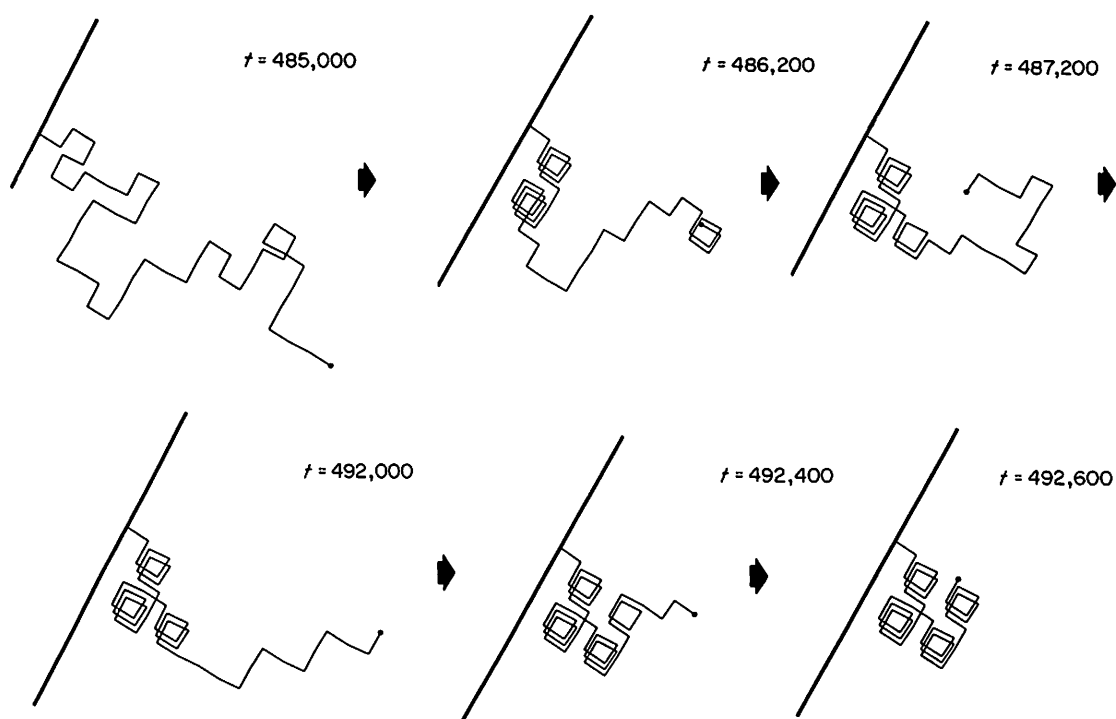 t = 485,000
t = 486,200
t = 487,200
t = 492,000
t = 492,400
t = 492,600